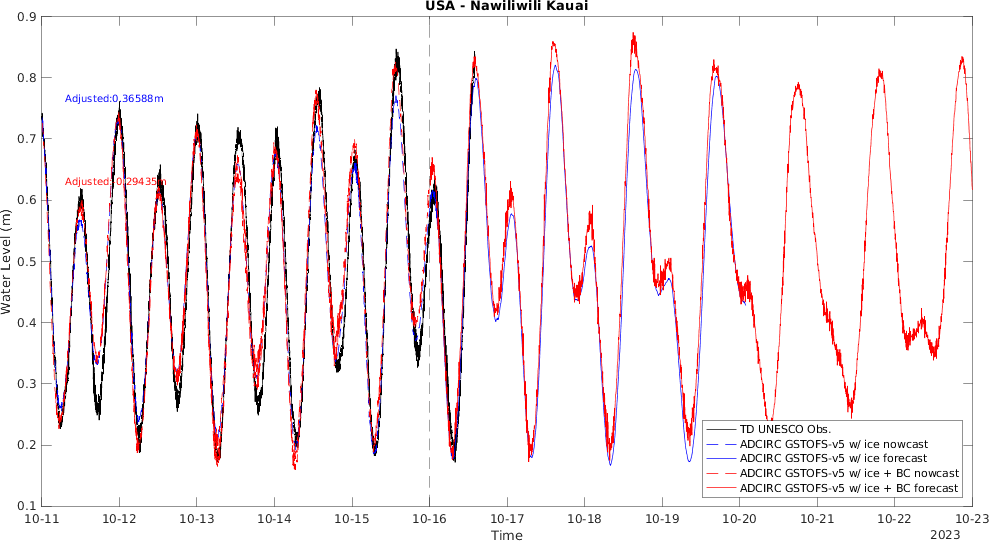 USA - Nawiliwili Kauai
0.9
0.8
0.7
0.6
0.5
0.4
0.3
0.2
0.1
Water Level (m)
Adjusted:0.36588m
Adjusted:-0.29435m
TD UNESCO Obs.
ADCIRC GSTOFS-v5 w/ ice nowcast
ADCIRC GSTOFS-v5 w/ ice forecast
ADCIRC GSTOFS-v5 w/ ice + BC nowcast
ADCIRC GSTOFS-v5 w/ ice + BC forecast
10-11 10-12 10-13 10-14 10-15 10-16 10-17 10-18 10-19 10-20 10-21 10-22 10-23
Time
2023